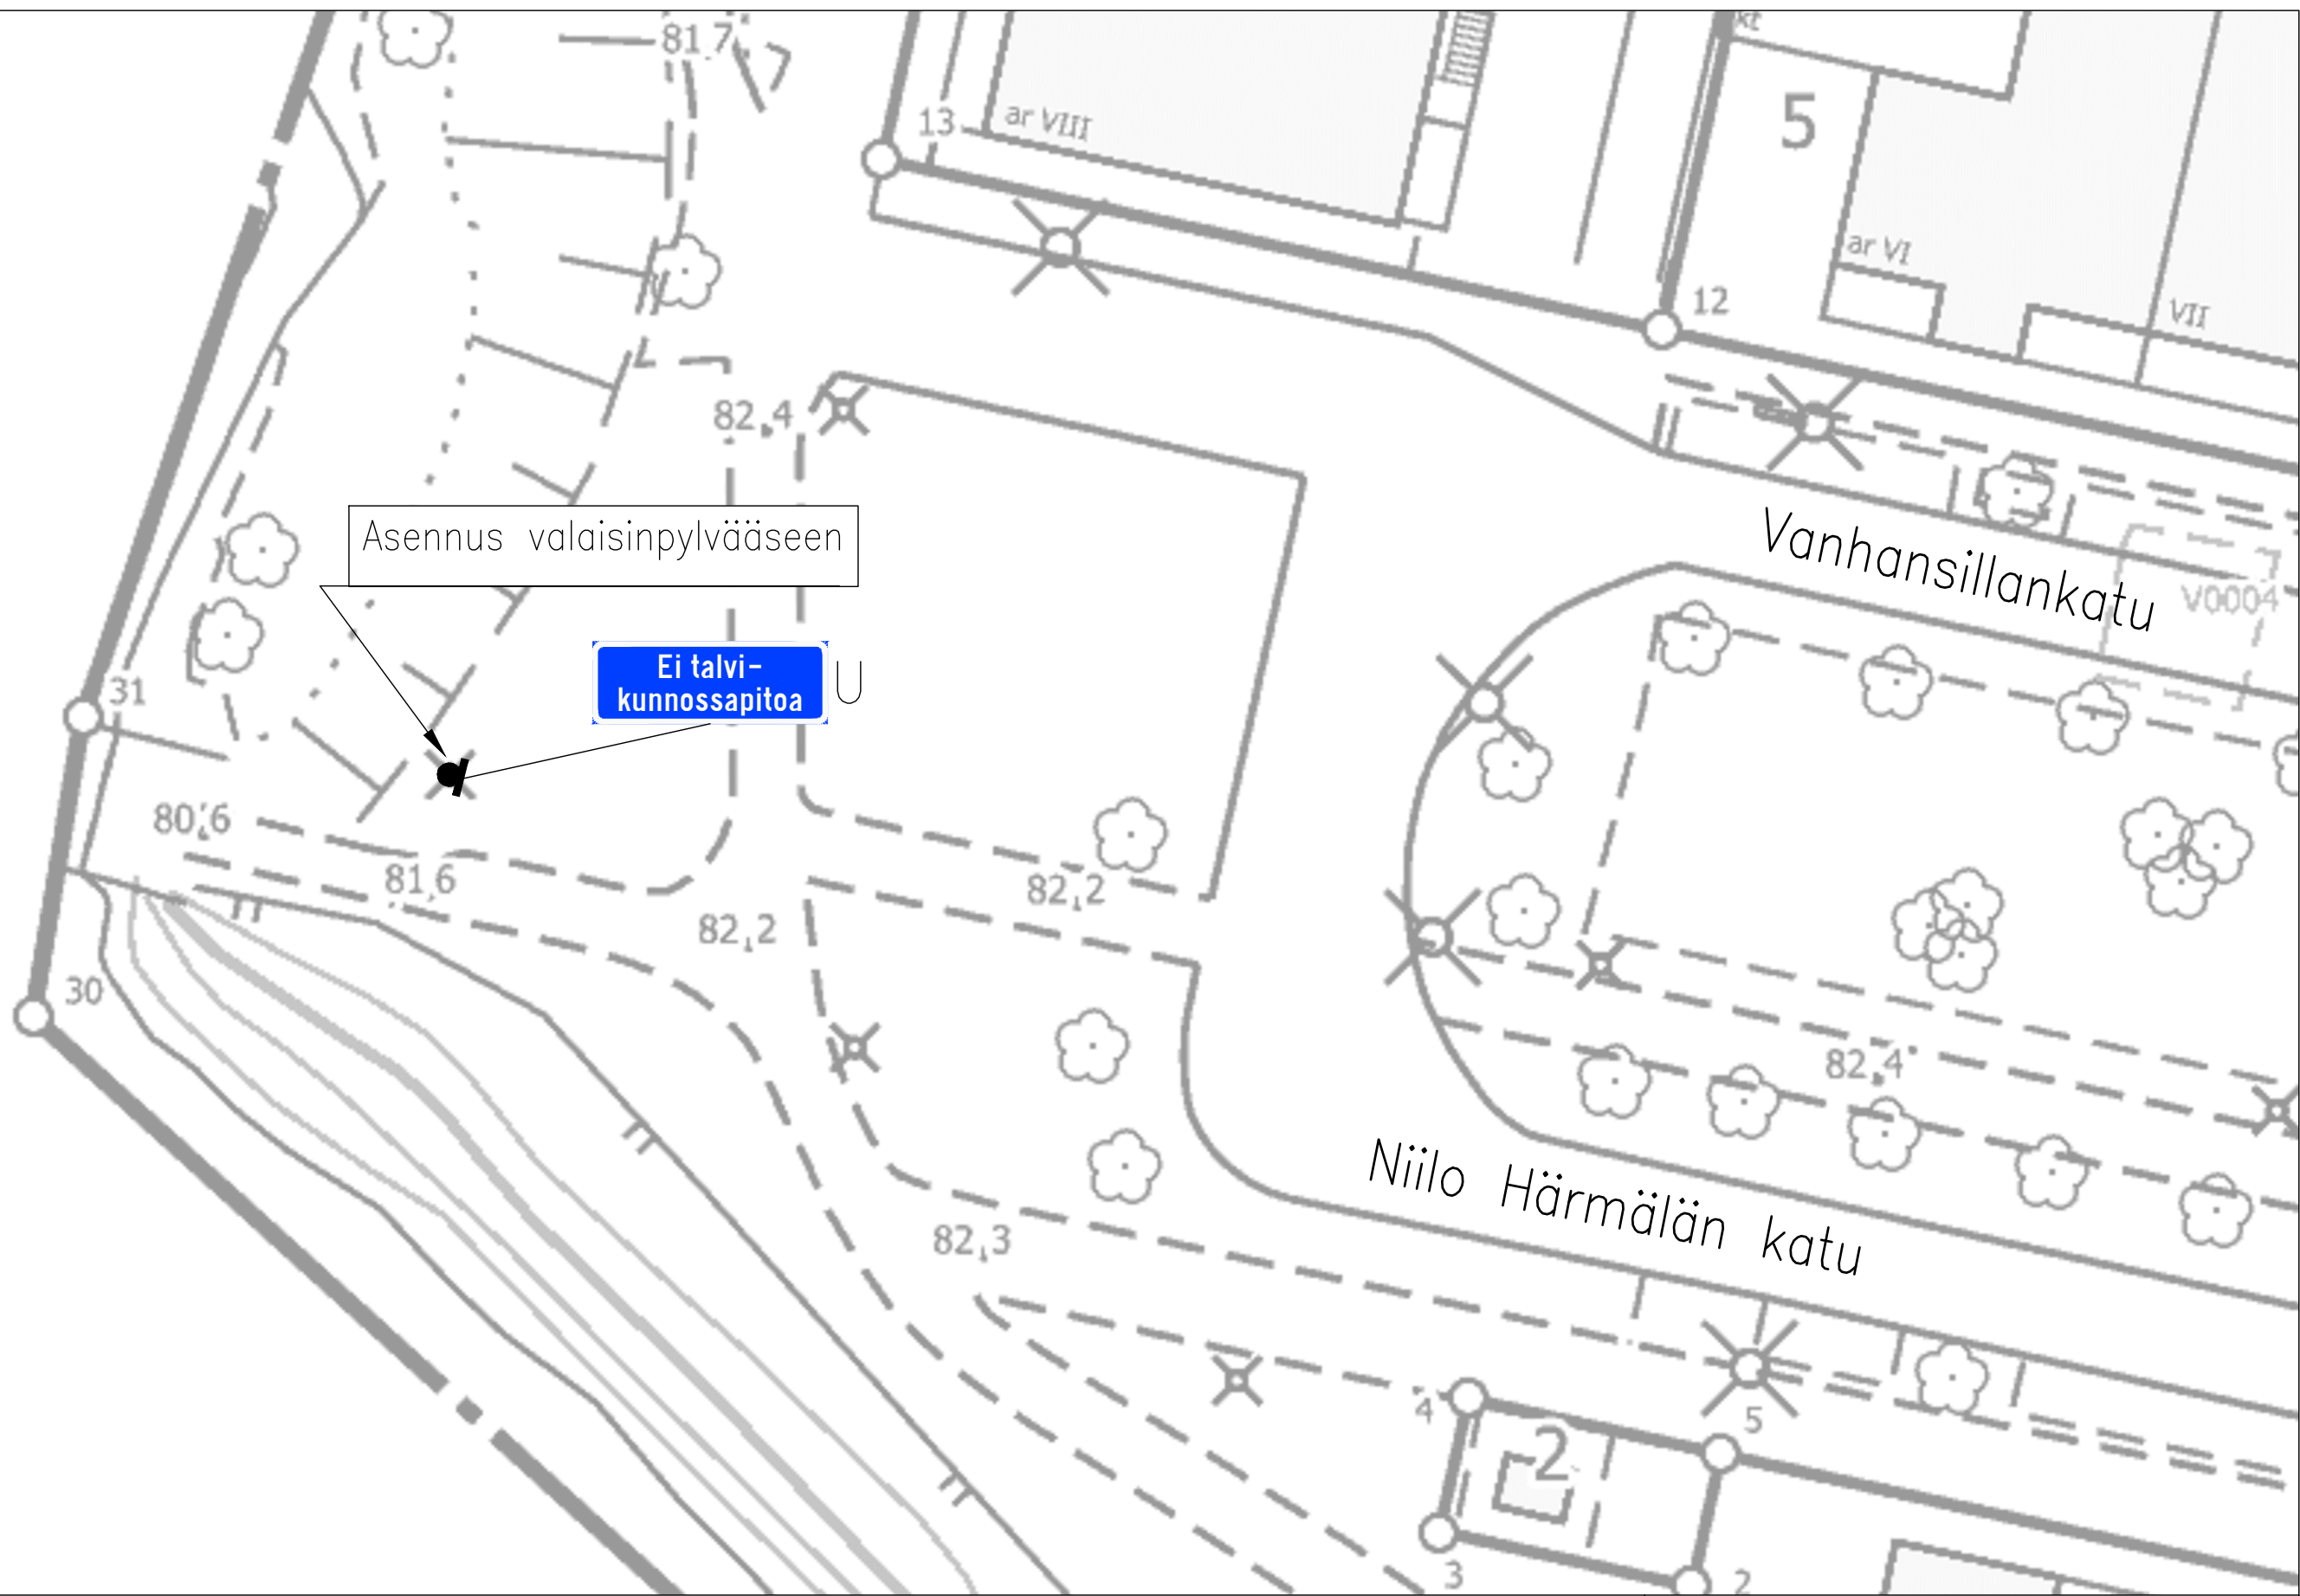 kt
81,7
13
ar VIII
5
ar VI
12
VII
82,4
Asennus valaisinpylvääseen
Vanhansillankatu
V0004
Ei talvi-
kunnossapitoa
U
31
80,6
81,6
82,2
82,2
30
82,4
Niilo Härmälän katu
82,3
4
5
2
3
2